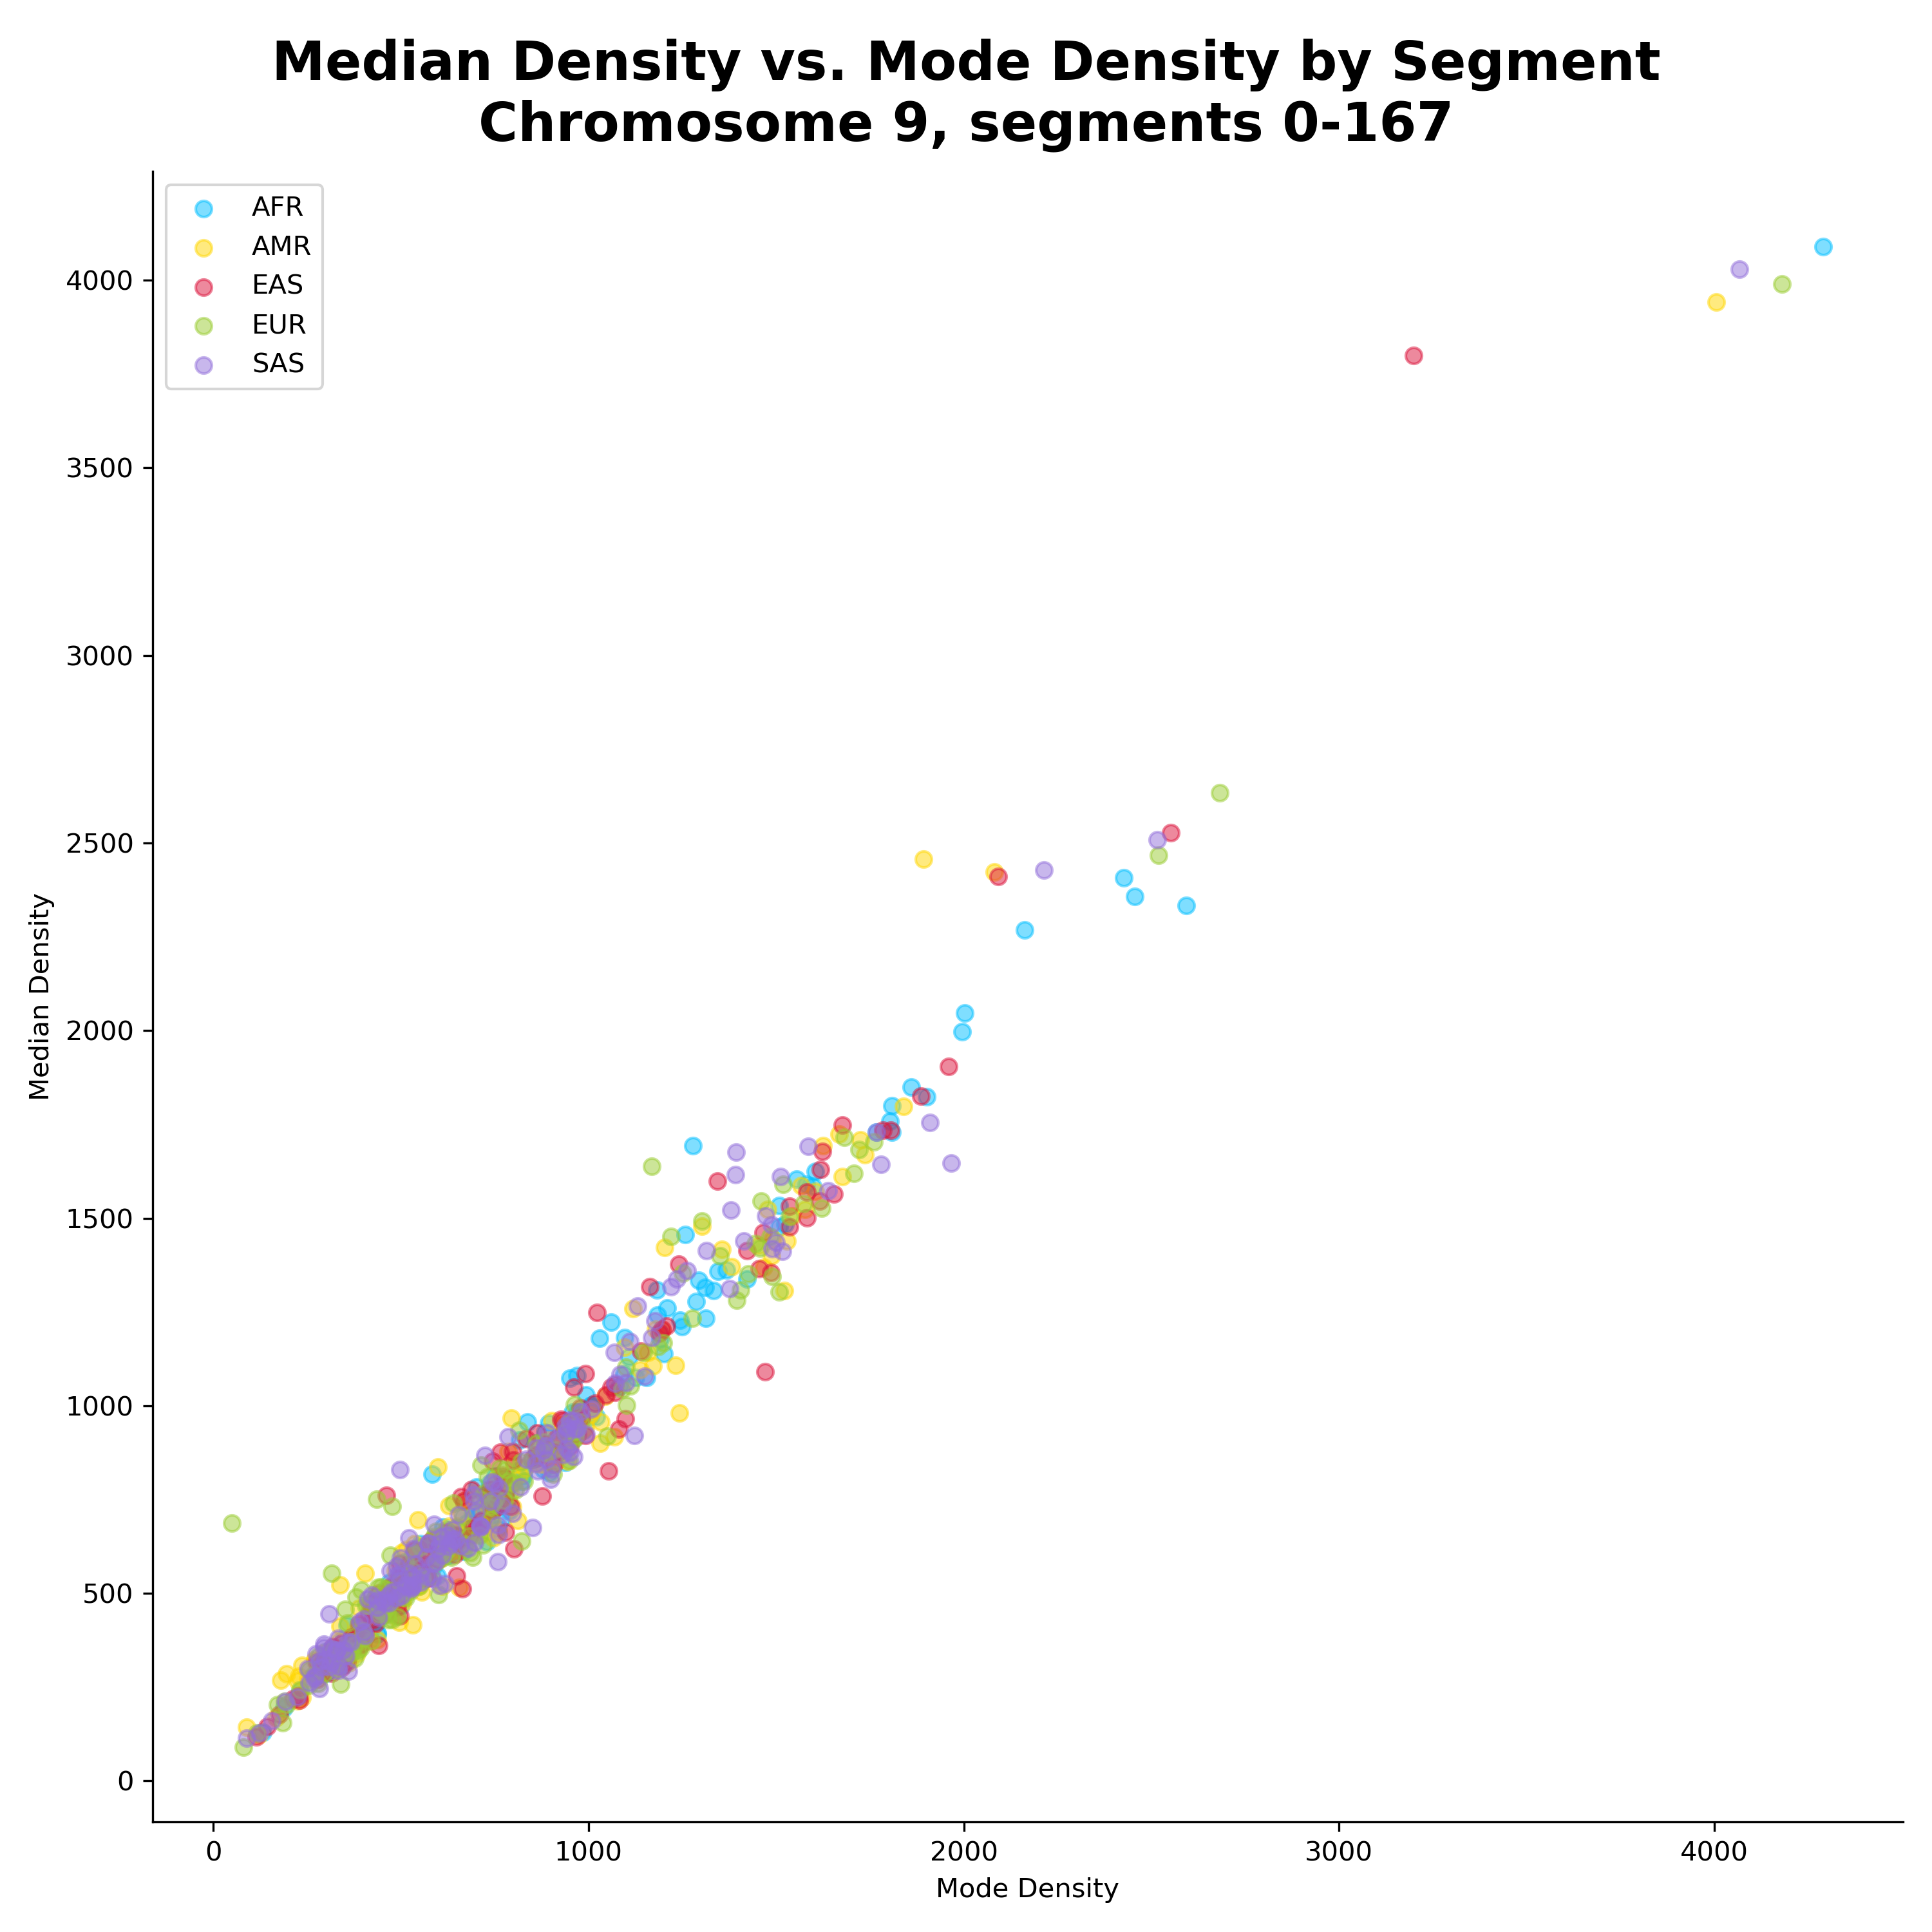 Median Density vs. Mode Density by Segment
Chromosome 9, segments 0-167
AFR
AMR
EAS
EUR
SAS
4000
3500
3000
2500
2000
1500
1000
500
0
Median Density
0 1000 2000 3000 4000
Mode Density